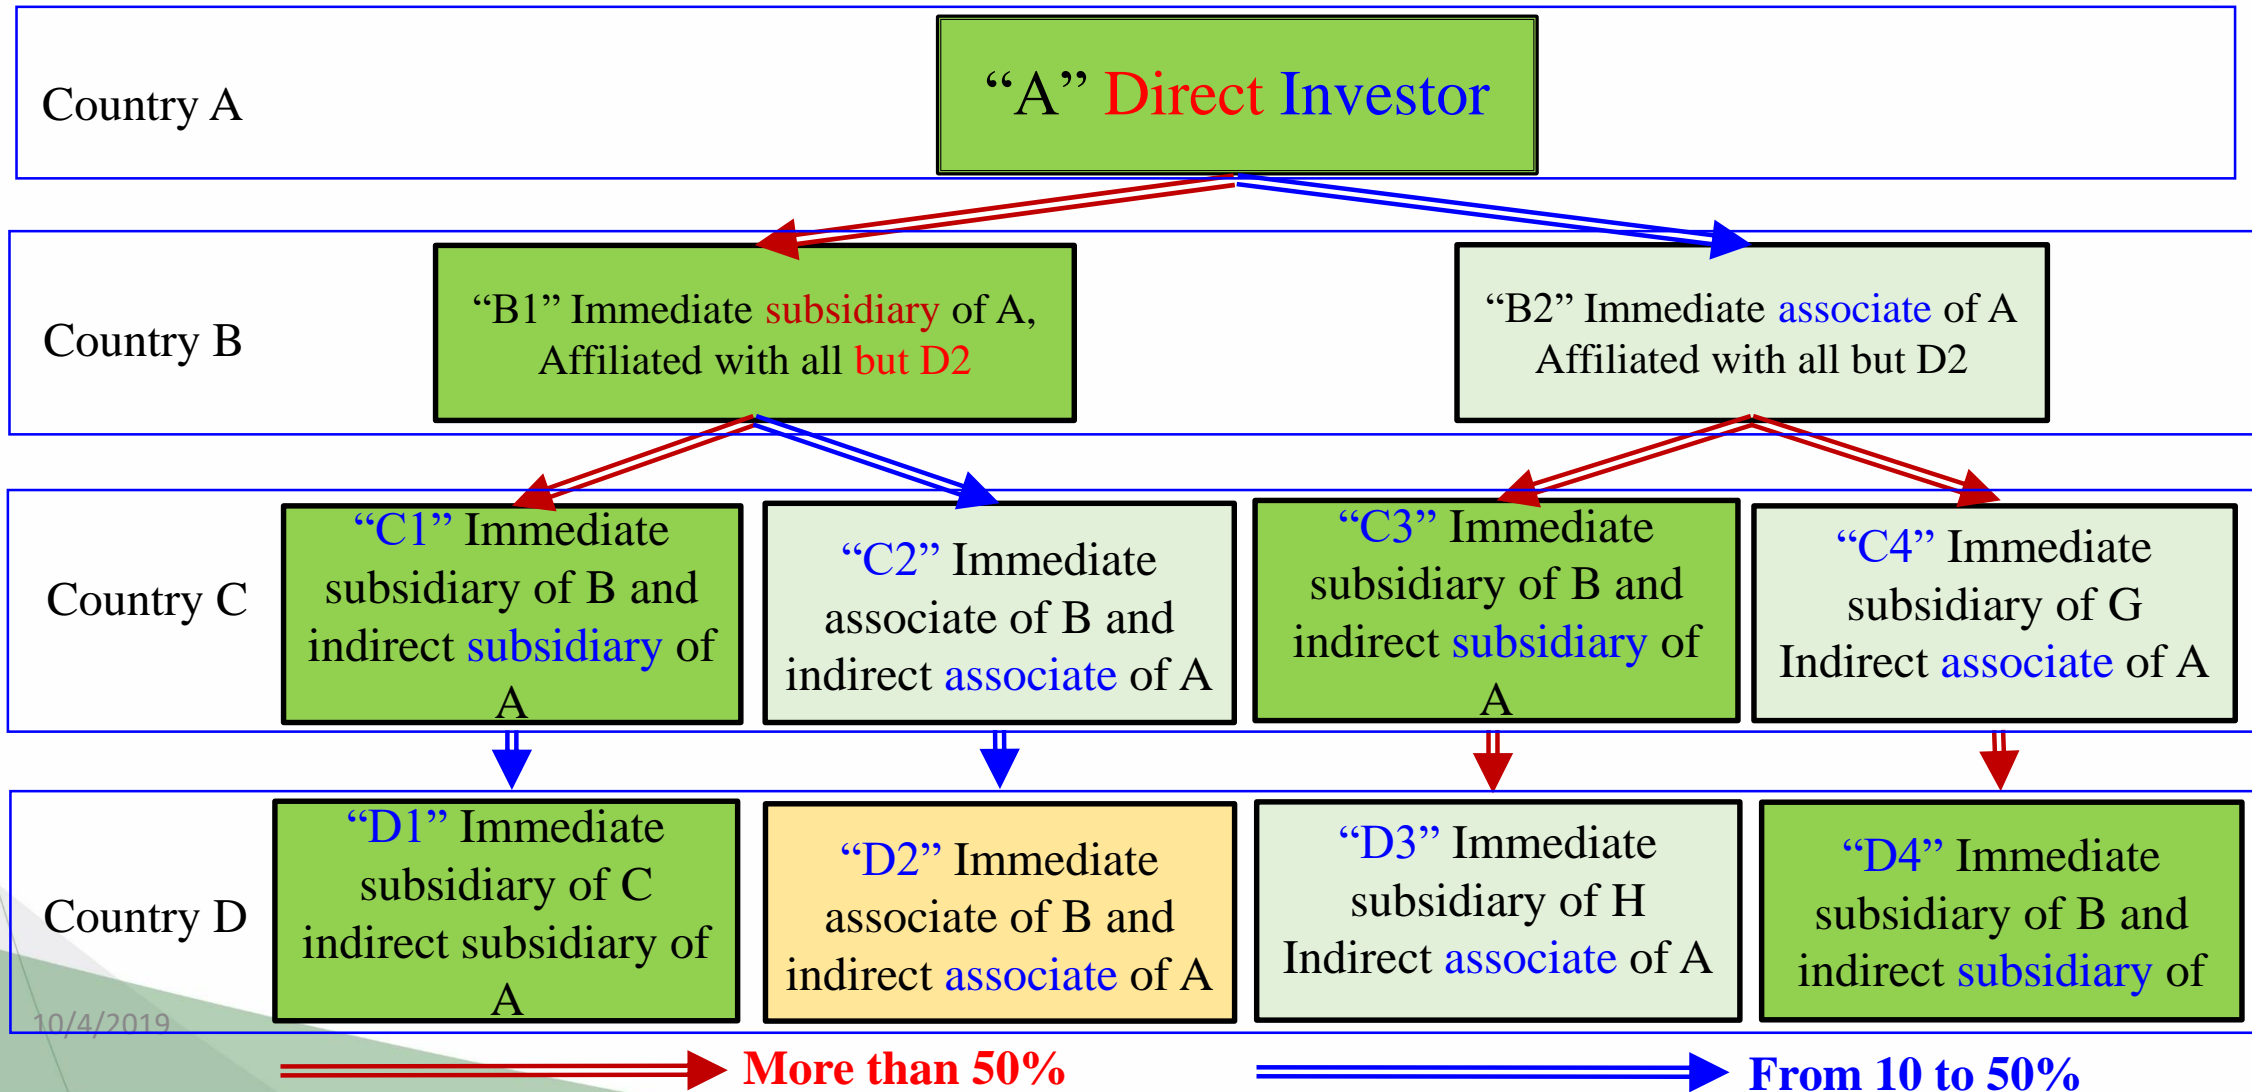 Country A
“A” Direct Investor
Country B
“B1” Immediate subsidiary of A,
Affiliated with all but D2
“B2” Immediate associate of A
Affiliated with all but D2
Country C
“C1” Immediate
subsidiary of B and
indirect subsidiary of
A
“C2” Immediate
associate of B and
indirect associate of A
“C3” Immediate
subsidiary of B and
indirect subsidiary of
A
“C4” Immediate
subsidiary of G
Indirect associate of A
Country D
“D1” Immediate
subsidiary of C
indirect subsidiary of
A
“D2” Immediate
associate of B and
indirect associate of A
“D3” Immediate
subsidiary of H
Indirect associate of A
“D4” Immediate
subsidiary of B and
indirect subsidiary of
10/4/2019
More than 50%
From 10 to 50%